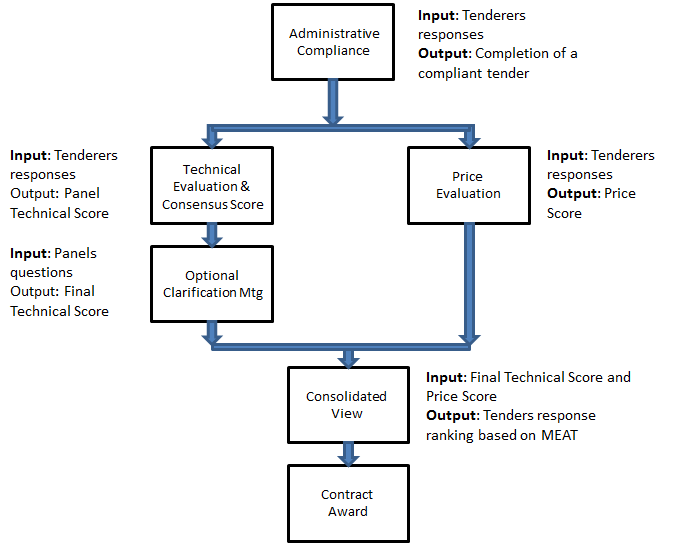 Administrative
Compliance
Input: Tenderers
responses
Output: Completion of a
compliant tender
Input: Tenderers
responses
Output: Panel
Technical Score
Technical
Evaluation &
Consensus Score
Price
Evaluation
Input: Tenderers
responses
Output: Price
Score
Input: Panels
questions
Output: Final
Technical Score
Optional
Clarification Mtg
Consolidated
View
Input: Final Technical Score and
Price Score
Output: Tenders response
ranking based on MEAT
Contract
Award